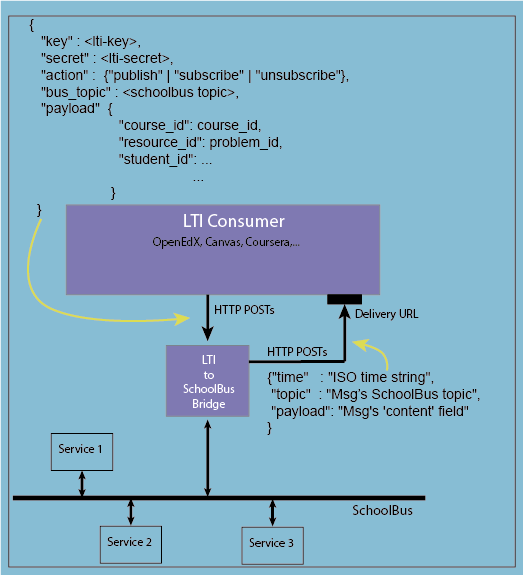 {
"key" : <lti-key>,
"secret" : <lti-secret>,
"action" :  {"publish" | "subscribe" | "unsubscribe"},
"bus_topic" : <schoolbus topic>,
"payload"  {
"course_id": course_id,
"resource_id": problem_id,
"student_id": ...
...
}
}
LTI Consumer
OpenEdX, Canvas, Coursera,...
HTTP POSTs
Delivery URL
LTI
to
SchoolBus
Bridge
HTTP POSTs
{"time"   : "ISO time string",
"topic"  : "Msg's SchoolBus topic",
"payload": "Msg's 'content' field"
}
Service 1
SchoolBus
Service 2
Service 3